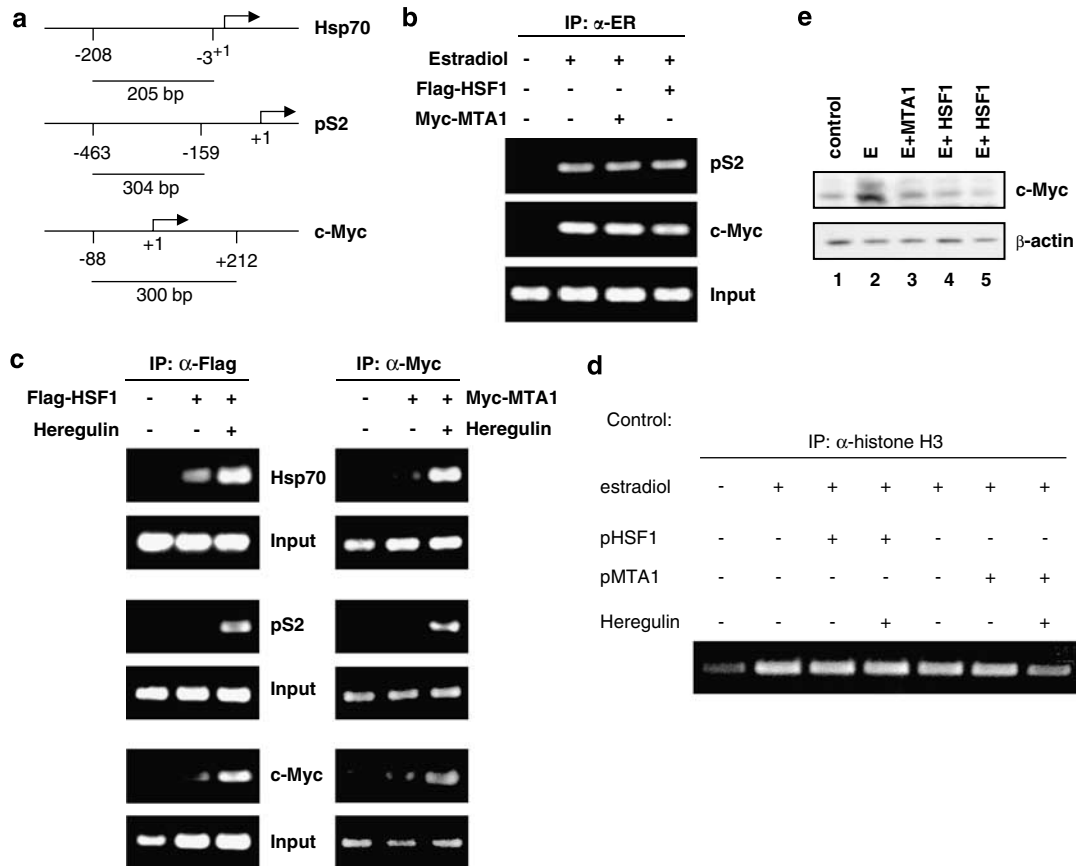 a
Hsp70
-208 -3 +1
205 bp
pS2
+1
-463 -159
304 bp
c-Myc
+1
-88 +212
300 bp
b
IP: α-ER
Estradiol - + + +
Flag-HSF1 - - - +
Myc-MTA1 - - + -
pS2
c-Myc
Input
e
control E E+MTA1 E+ HSF1 E+ HSF1
c-Myc
β-actin
1 2 3 4 5
c
IP: α-Flag IP: α-Myc
Flag-HSF1 - + + - + + Myc-MTA1
Heregulin - - + - - + Heregulin
Hsp70
Input
pS2
Input
c-Myc
Input
d
Control:
IP: α-histone H3
estradiol - + + + + + +
pHSF1 - - + + - - -
pMTA1 - - - - - + +
Heregulin - - - + - - +